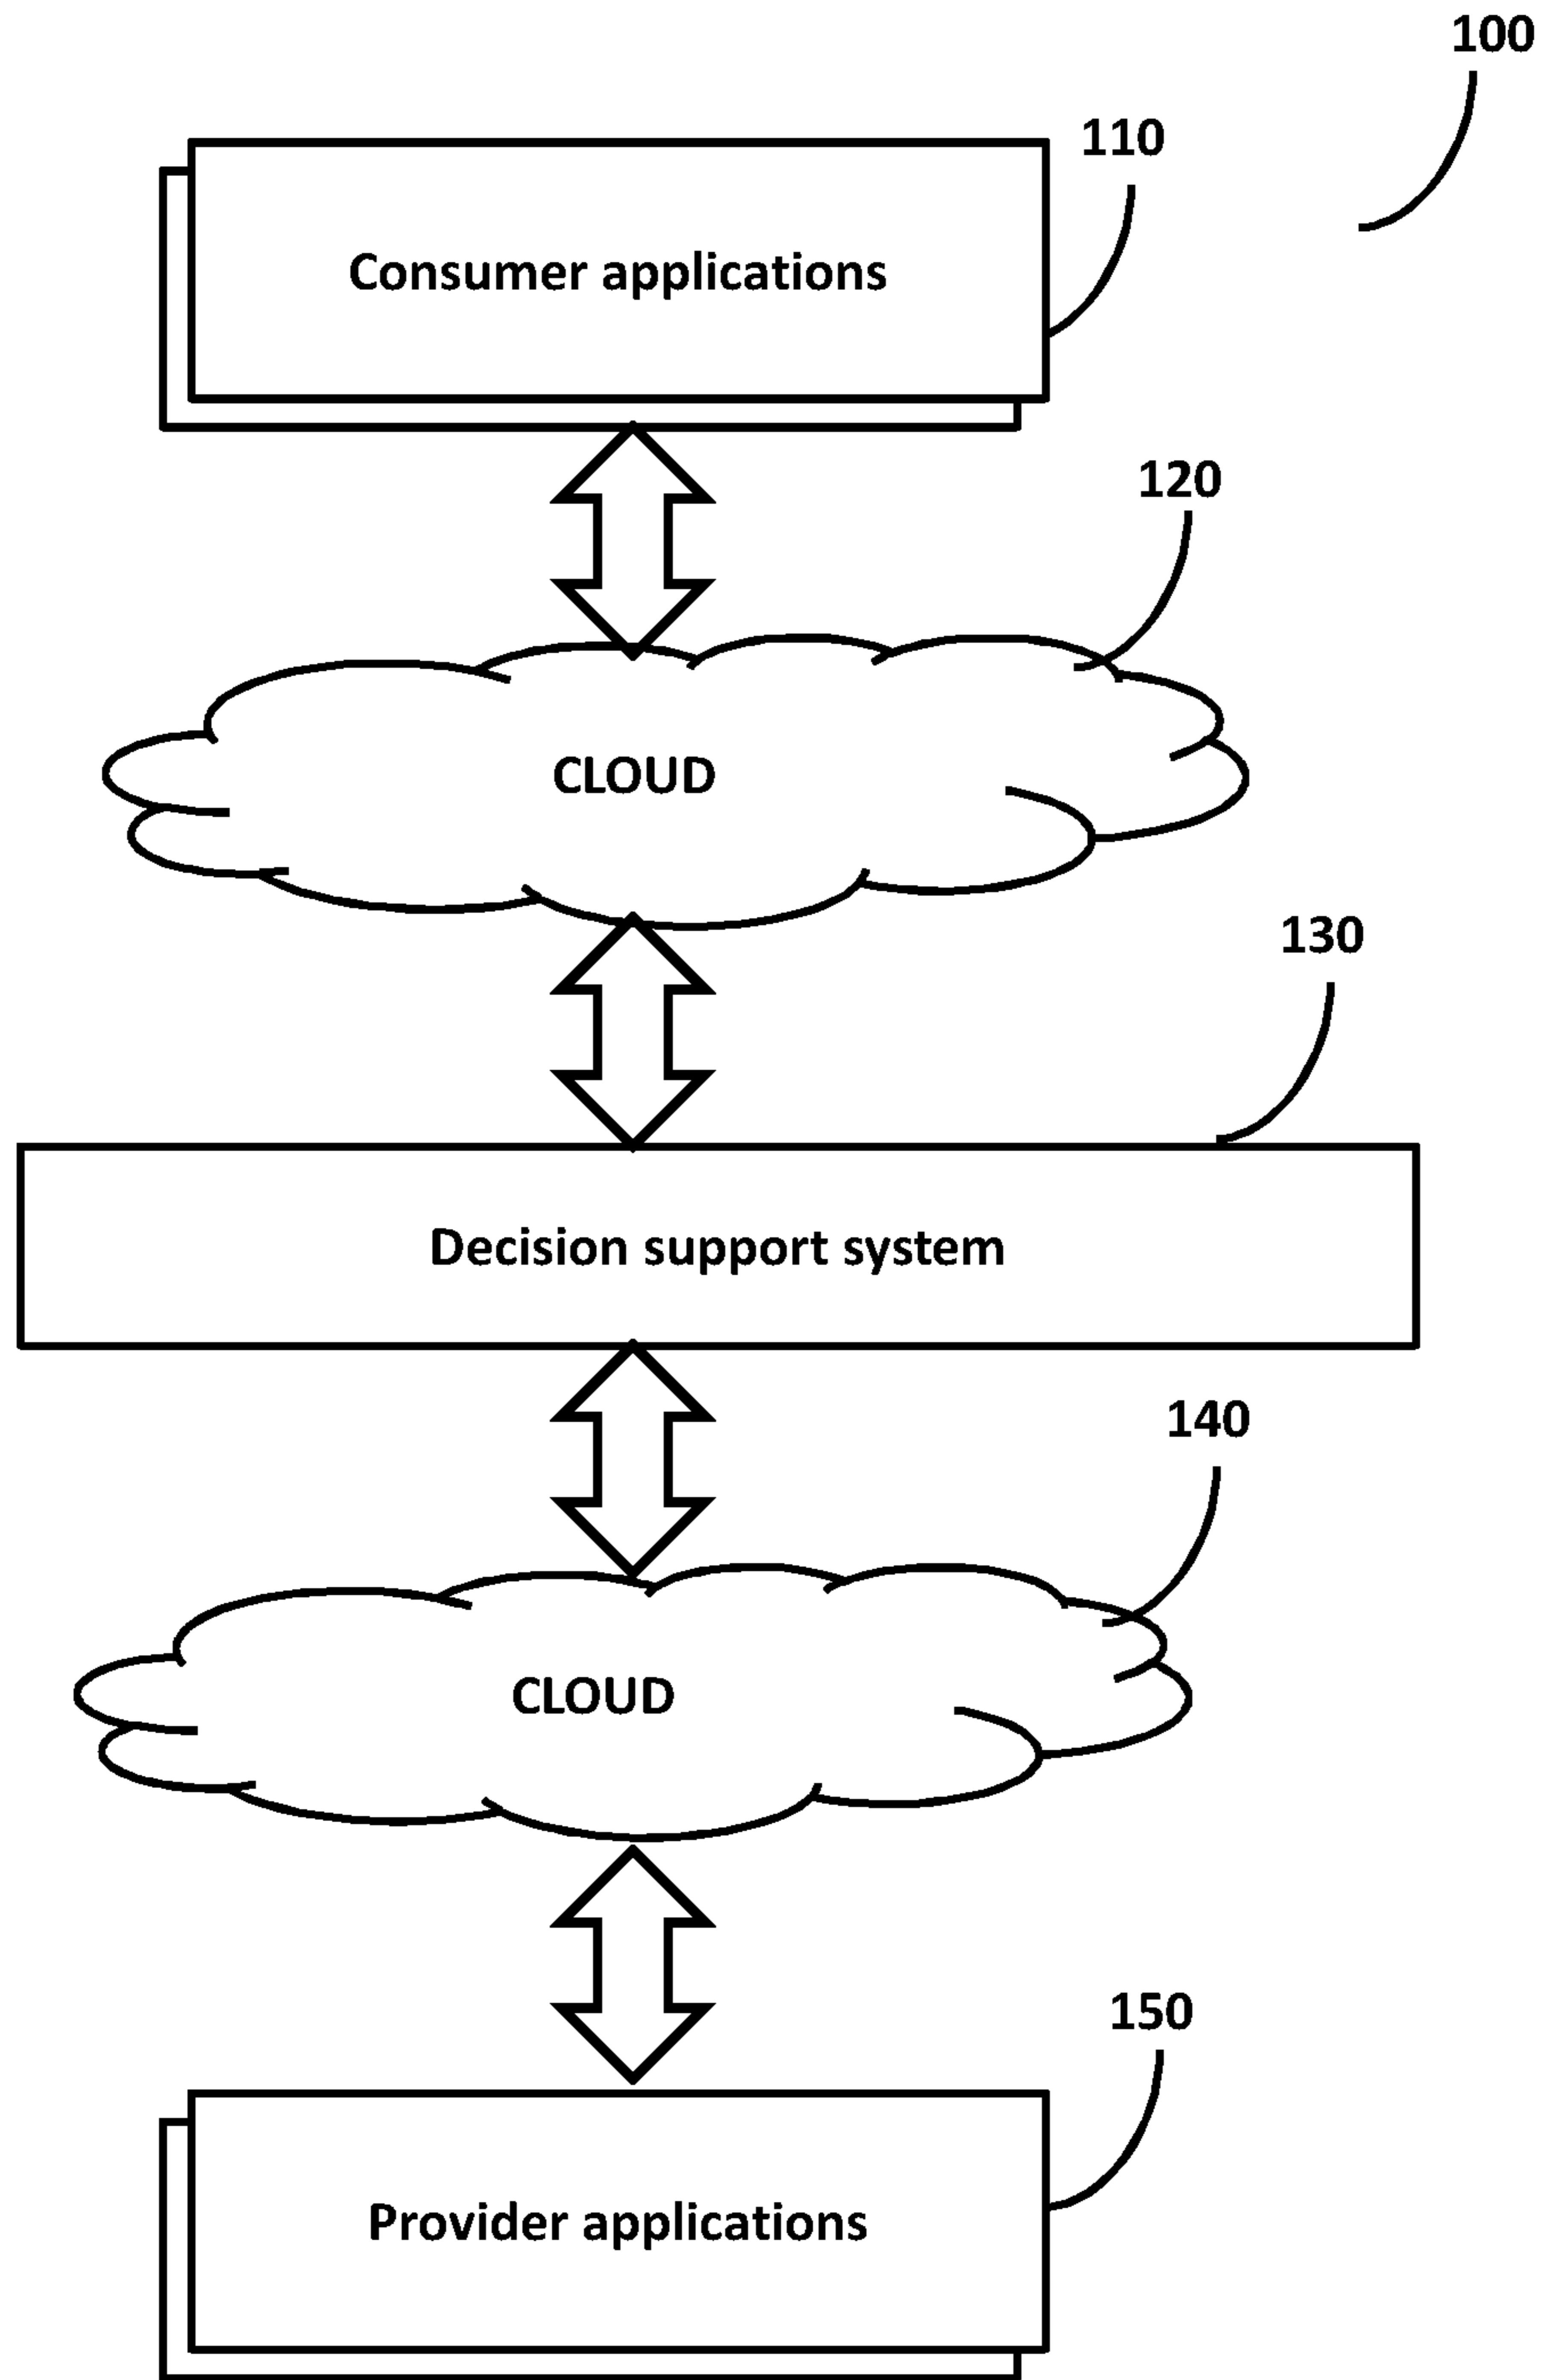 100
110
Consumer applications
120
CLOUD
130
Decision support system
140
CLOUD
150
Provider applications